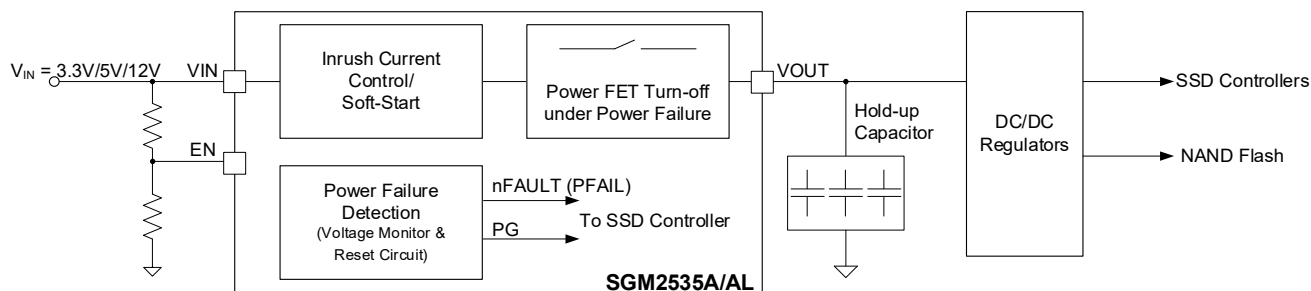 V_IN = 3.3V/5V/12V
VIN
EN
Inrush Current
Control/
Soft-Start
Power FET Turn-off
under Power Failure
Power Failure
Detection
(Voltage Monitor &
Reset Circuit)
nFAULT (PFAIL)
PG
To SSD Controller
SGM2535A/AL
VOUT
Hold-up
Capacitor
DC/DC
Regulators
SSD Controllers
NAND Flash